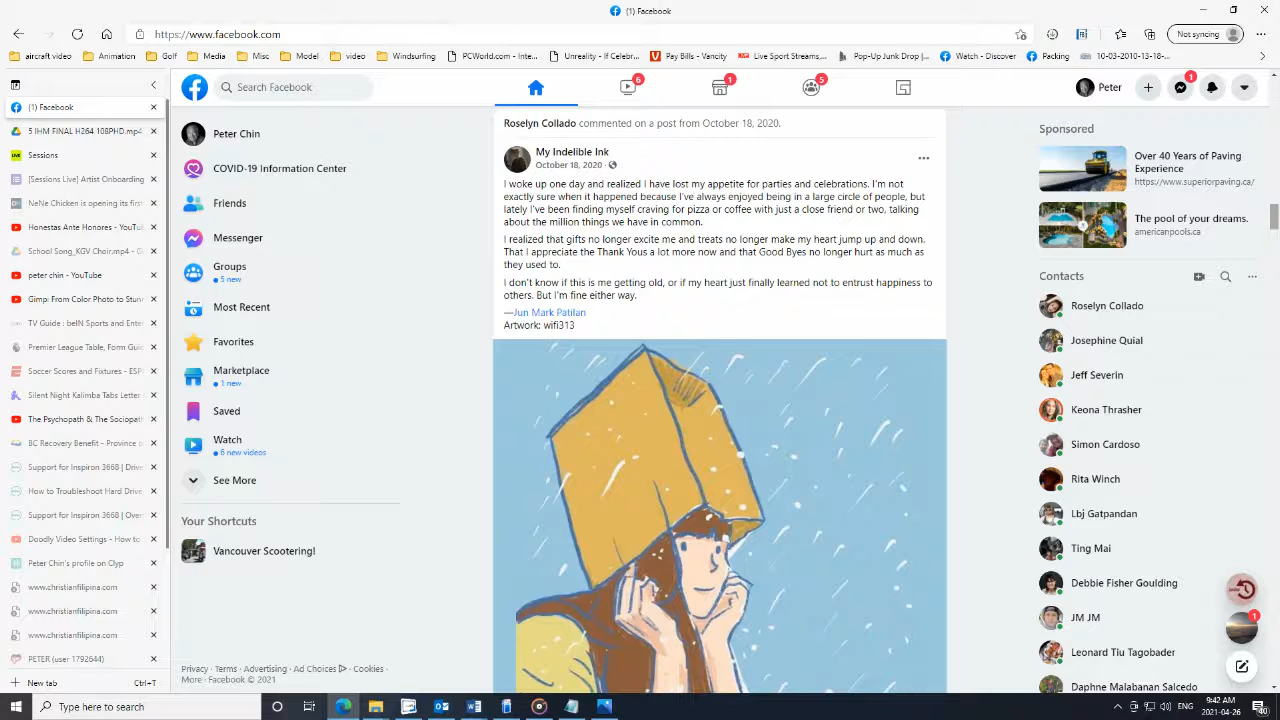 (1) Facebook
https://www.facebook.com
Not syncing
aircraft video
Animation
Golf
Media
Misc
Model
video
Windsurfing
PCWorld.com - Inter...
Unreality - If Celebr...
Pay Bills - Vancity
Live Sport Streams,...
Pop-Up Junk Drop |...
Watch - Discover
Packing
10-03-2010-13-18-...
(1) Facebook
5 IHM FINAL H264 108PHD.mp4
Sessions
[Sessions Live] Artist Onboarding
NeNe Chicken is opening its first
Honestas Ante Honores - YouTu
School Song_KGV Choir.mp4 - G
peter chin - YouTube
Gimp: From Color Photo to Stun
TV Guide : beIN Sports and Enter
Premier League Table, Form Guid
Soccer Scores and Fixtures - ESP
Silent Night Kalimba Tabs Letter
The Psychopath & The Sociopath
BC Recovery Benefit - Province o
Support for Inspiron 3668 | Drive
How to Troubleshoot Hard Drive
Support for Inspiron 3668 | Over
Doodly Video Settings - How to
Peter Chin's profile on Clyp
www.christianfilipina.com
www.christianfilipina.com
www.christianfilipina.com
PETER (user 1792644)
New tab
Ctrl+T
Search Facebook
6
1
5
Peter
1
Peter Chin
COVID-19 Information Center
Friends
Messenger
Groups
5 new
Most Recent
Favorites
Marketplace
1 new
Saved
Watch
6 new videos
See More
Your Shortcuts
Vancouver Scootering!
Privacy · Terms · Advertising · Ad Choices · Cookies ·
More · Facebook © 2021
Roselyn Collado commented on a post from October 18, 2020.
My Indelible Ink
October 18, 2020 ·
I woke up one day and realized I have lost my appetite for parties and celebrations. I'm not
exactly sure when it happened because I've always enjoyed being in a large circle of people, but
lately I've been finding myself craving for pizza or coffee with just a close friend or two, talking
about the million things we have in common.
I realized that gifts no longer excite me and treats no longer make my heart jump up and down.
That I appreciate the Thank Yous a lot more now and that Good Byes no longer hurt as much as
they used to.
I don't know if this is me getting old, or if my heart just finally learned not to entrust happiness to
others. But I'm fine either way.
—Jun Mark Patilan
Artwork: wifi313
Sponsored
Over 40 Years of Paving
Experience
https://www.superiorpaving.ca/
The pool of your dreams.
americanpools.ca
Contacts
Roselyn Collado
Josephine Quial
Jeff Severin
Keona Thrasher
Simon Cardoso
Rita Winch
Lbj Gatpandan
Ting Mai
Debbie Fisher Goulding
JM JM
Leonard Tiu Tagobader
Daphne Malabanan Salcedo
1
Type here to search
ENG
9:42 AM
2021-04-26